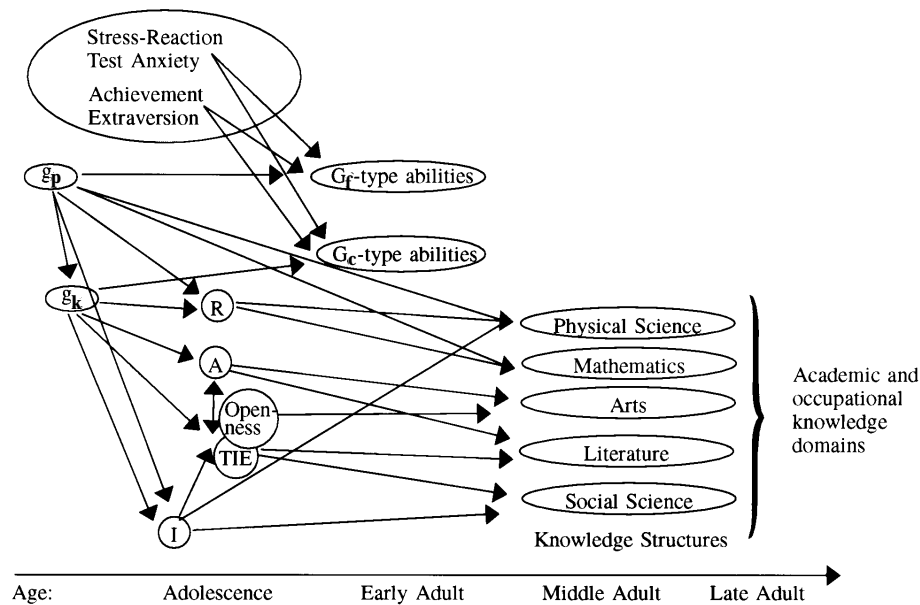 Stress-Reaction
Test Anxiety
Achievement
Extraversion
gp
Gf-type abilities
Gc-type abilities
gk
R
Physical Science
A
Mathematics
Academic and
occupational
knowledge
domains
Open-
ness
Arts
TIE
Literature
Social Science
I
Knowledge Structures
Age: Adolescence Early Adult Middle Adult Late Adult